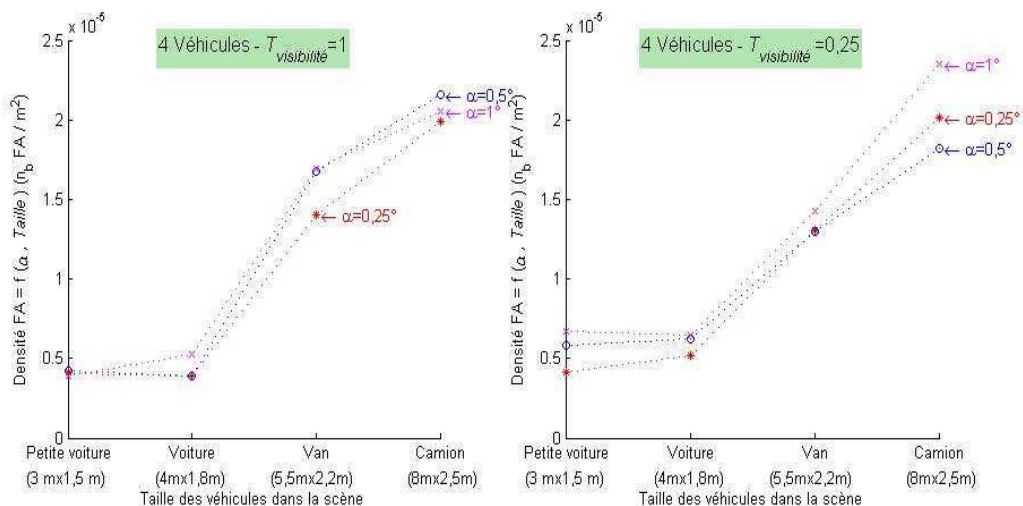 x 10⁻⁵
4 Véhicules - T visibilité =1
Densité FA = f (α, Taille) (n_b FA / m²)
2.5
2
1.5
1
0.5
0
← α=0,5°
← α=1°
← α=0,25°
Petite voiture Voiture Van Camion
(3 mx1,5 m) (4mx1,8m) (5,5mx2,2m) (8mx2,5m)
Taille des véhicules dans la scène
x 10⁻⁵
4 Véhicules - T visibilité =0,25
Densité FA = f (α, Taille) (n_b FA / m²)
2.5
2
1.5
1
0.5
0
← α=1°
← α=0,25°
← α=0,5°
Petite voiture Voiture Van Camion
(3 mx1,5 m) (4mx1,8m) (5,5mx2,2m) (8mx2,5m)
Taille des véhicules dans la scène